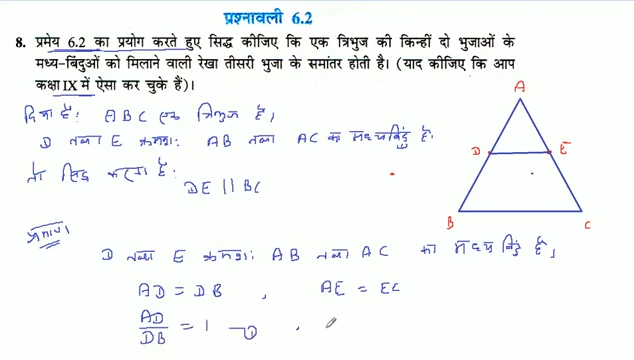 प्रश्नावली 6.2
8. प्रमेय 6.2 का प्रयोग करते हुए सिद्ध कीजिए कि एक त्रिभुज की किन्हीं दो भुजाओं के
मध्य-बिंदुओं को मिलाने वाली रेखा तीसरी भुजा के समांतर होती है। (याद कीजिए कि आप
कक्षा IX में ऐसा कर चुके हैं)।
दिया है: ABC एक त्रिभुज है,
D तथा E क्रमश: AB तथा AC का मध्यबिंदु है.
तो सिद्ध करना है:
DE || BC
A
D E
B C
प्रमाण
D तथा E क्रमश: AB तथा AC का मध्य बिंदु है,
AD = DB , AE = EC
AD/DB = 1 —① ,